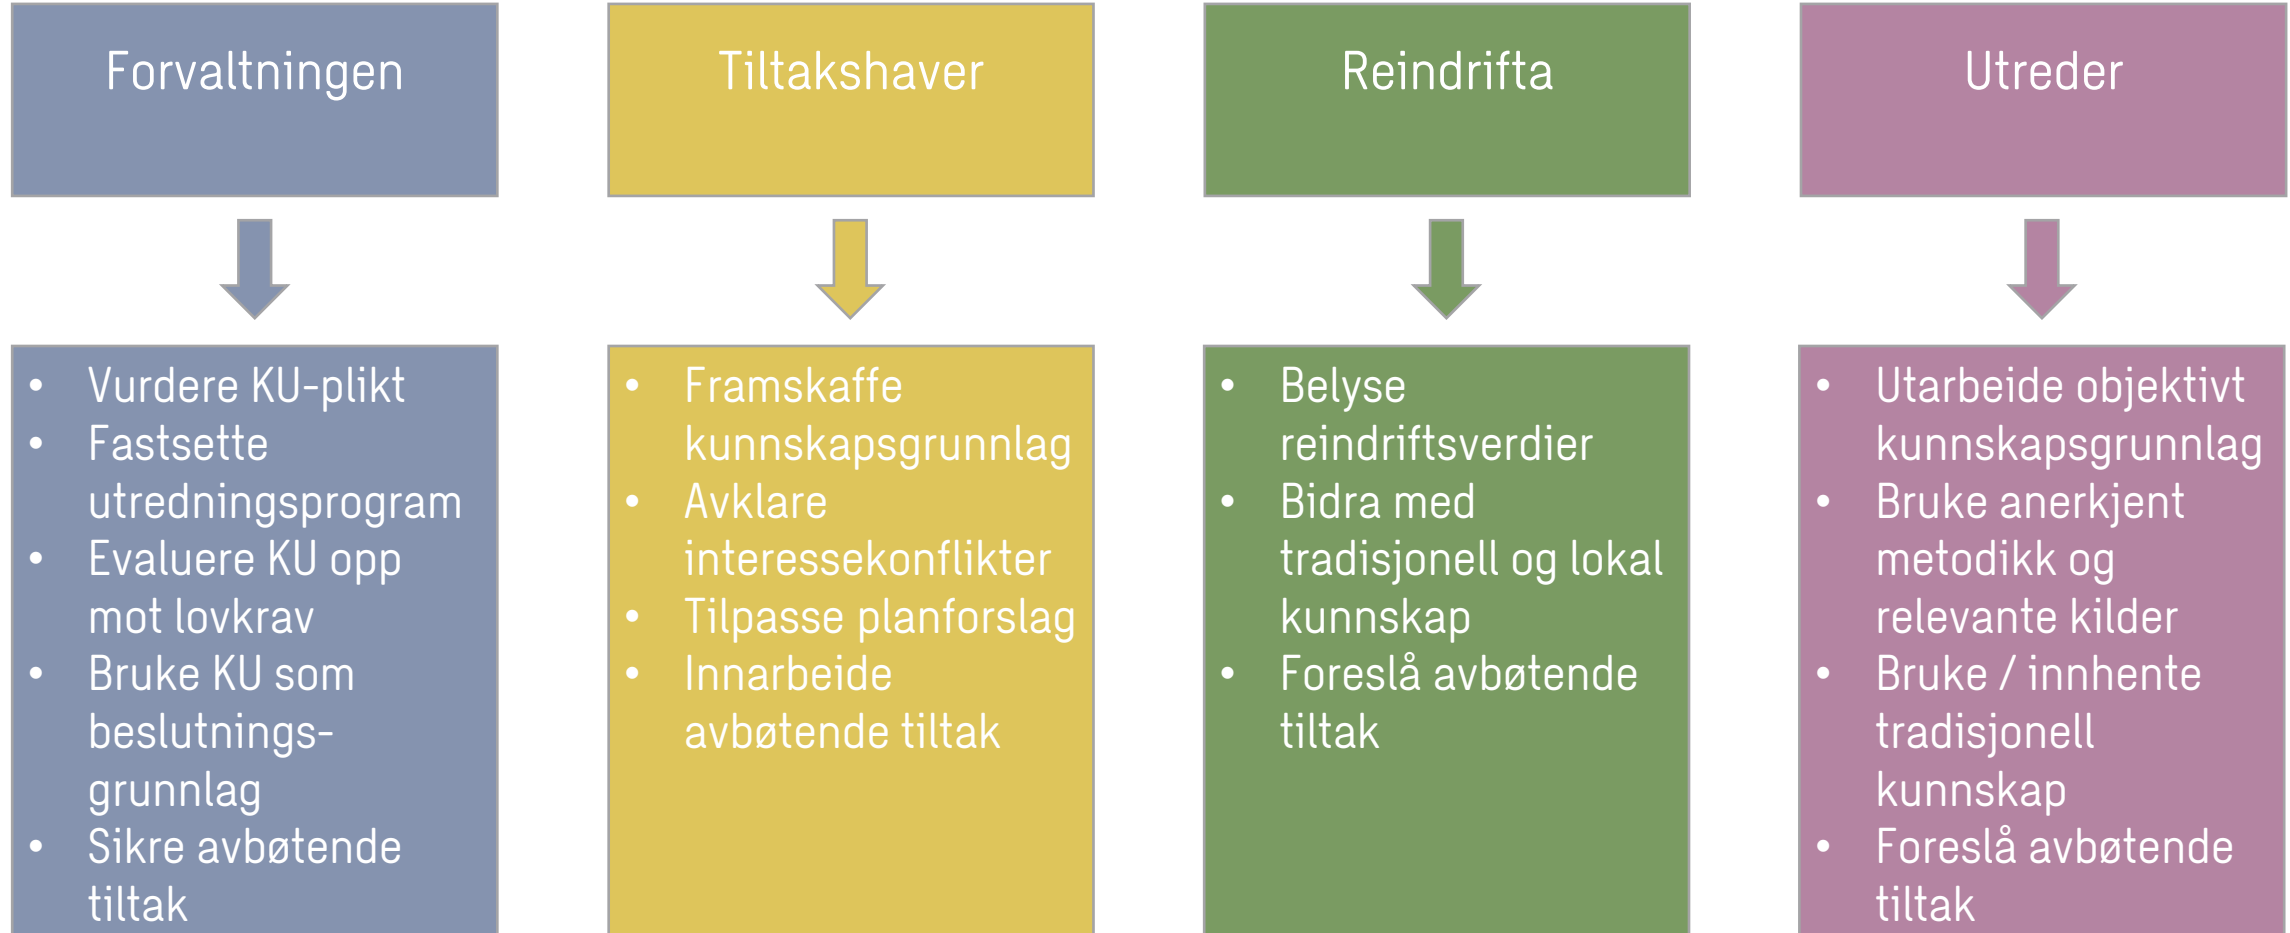 Forvaltningen
• Vurdere KU-plikt
• Fastsette
utredningsprogram
• Evaluere KU opp
mot lovkrav
• Bruke KU som
beslutnings-
grunnlag
• Sikre avbøtende
tiltak
Tiltakshaver
• Framskaffe
kunnskapsgrunnlag
• Avklare
interessekonflikter
• Tilpasse planforslag
• Innarbeide
avbøtende tiltak
Reindrifta
• Belyse
reindriftsverdier
• Bidra med
tradisjonell og lokal
kunnskap
• Foreslå avbøtende
tiltak
Utreder
• Utarbeide objektivt
kunnskapsgrunnlag
• Bruke anerkjent
metodikk og
relevante kilder
• Bruke / innhente
tradisjonell
kunnskap
• Foreslå avbøtende
tiltak